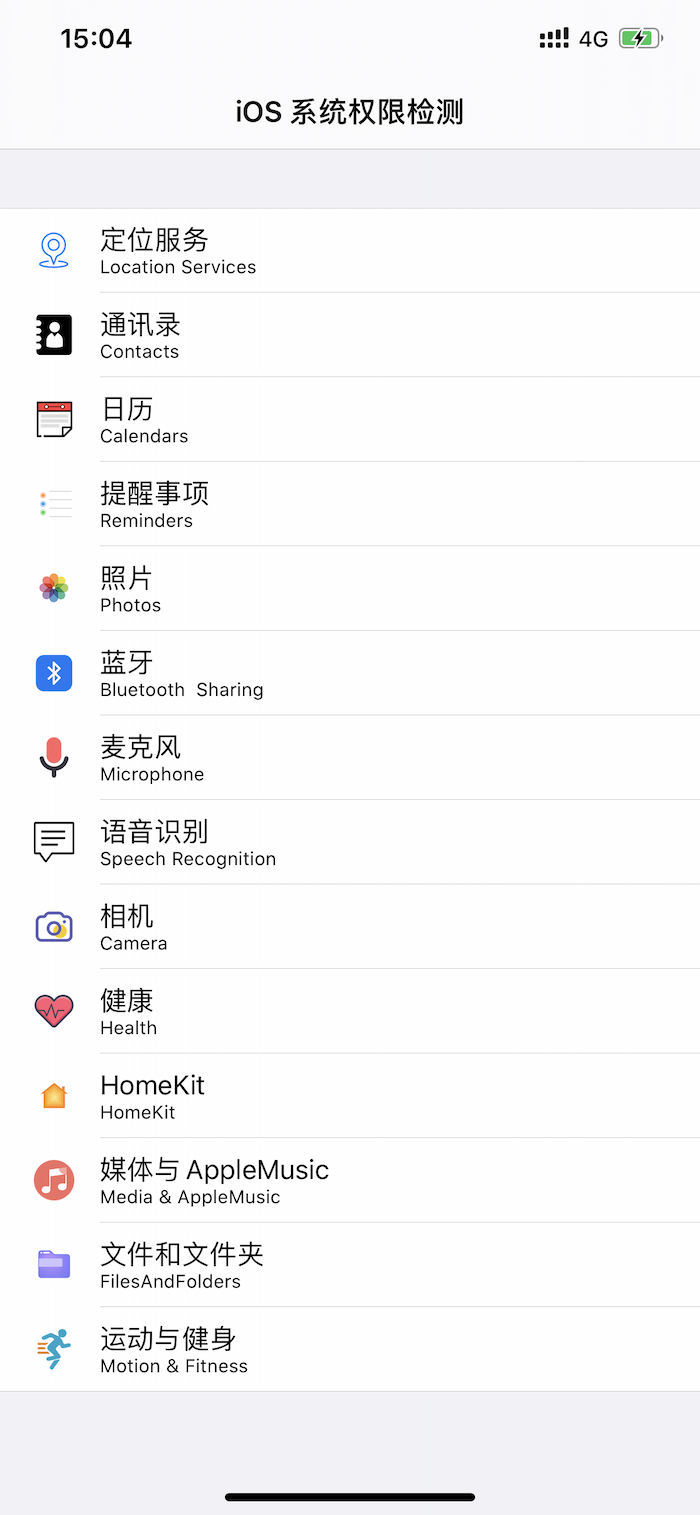 15:04
4G
iOS 系统权限检测
定位服务
Location Services
通讯录
Contacts
日历
Calendars
提醒事项
Reminders
照片
Photos
蓝牙
Bluetooth  Sharing
麦克风
Microphone
语音识别
Speech Recognition
相机
Camera
健康
Health
HomeKit
HomeKit
媒体与 AppleMusic
Media & AppleMusic
文件和文件夹
FilesAndFolders
运动与健身
Motion & Fitness